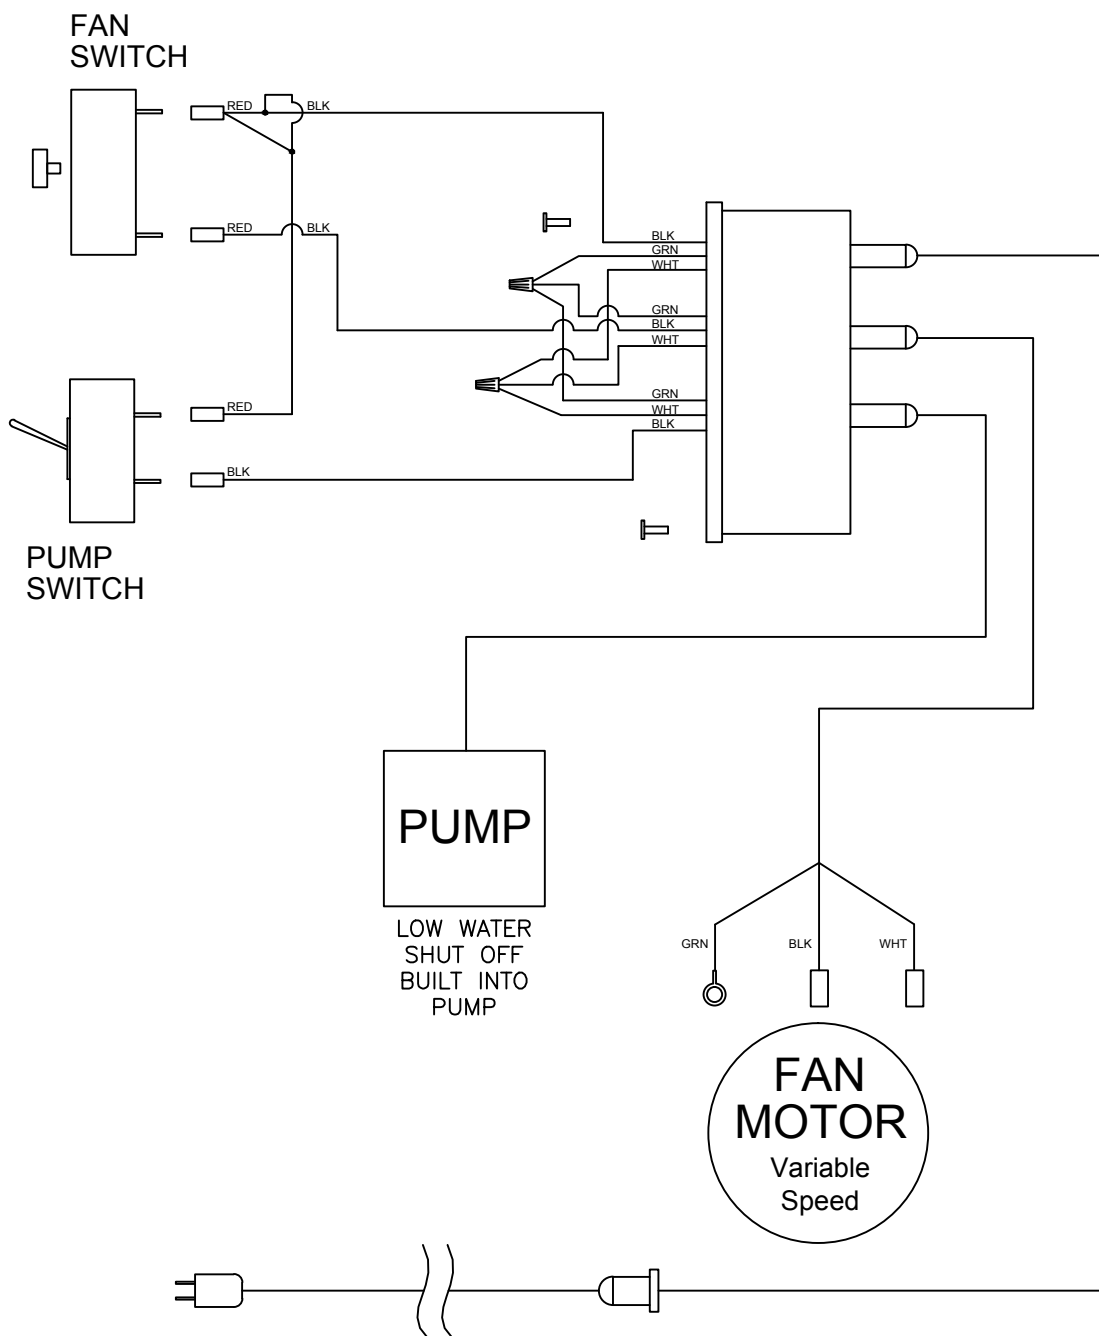 FAN
SWITCH
RED
BLK
RED
BLK
BLK
GRN
WHT
GRN
BLK
WHT
GRN
WHT
BLK
RED
BLK
PUMP
SWITCH
PUMP
LOW WATER
SHUT OFF
BUILT INTO
PUMP
GRN
BLK
WHT
FAN
MOTOR
Variable
Speed